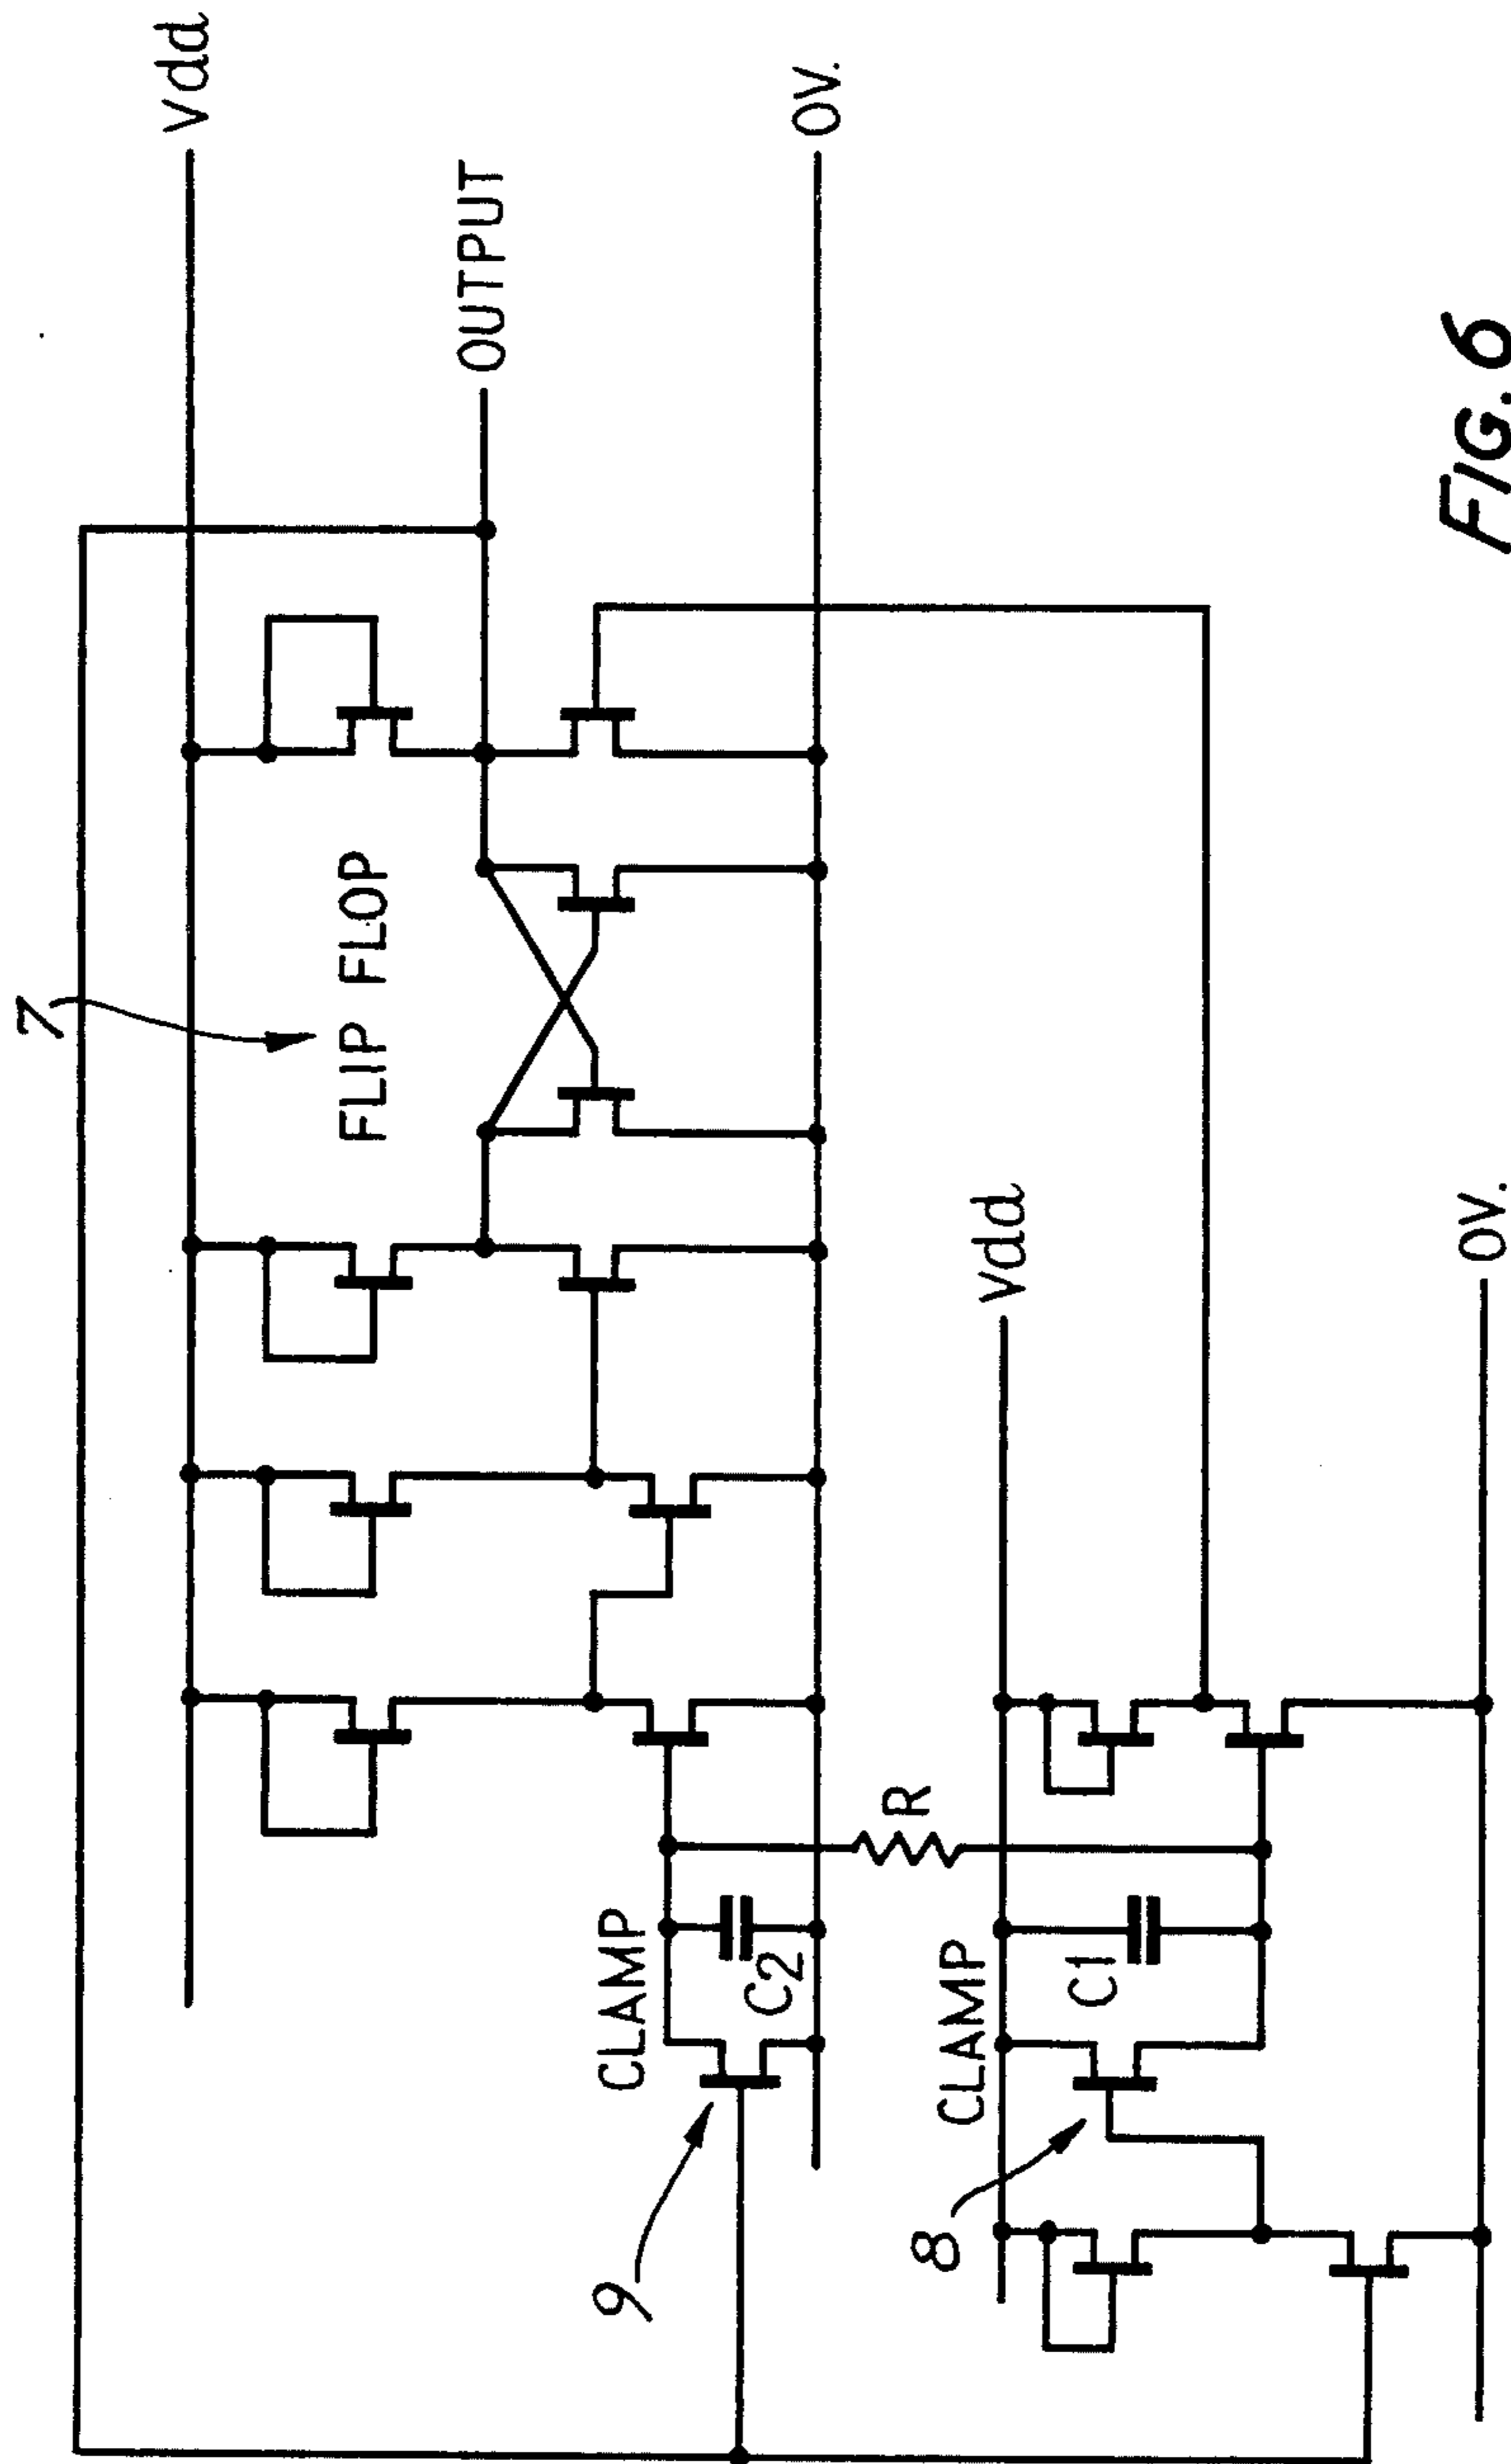 7
Vdd
FLIP FLOP
OUTPUT
CLAMP
C2
9
0V.
R
Vdd
CLAMP
C1
8
0V.
FIG. 6